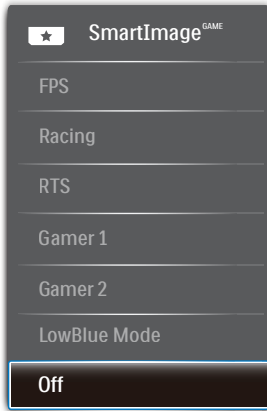 SmartImage GAME
FPS
Racing
RTS
Gamer 1
Gamer 2
LowBlue Mode
Off